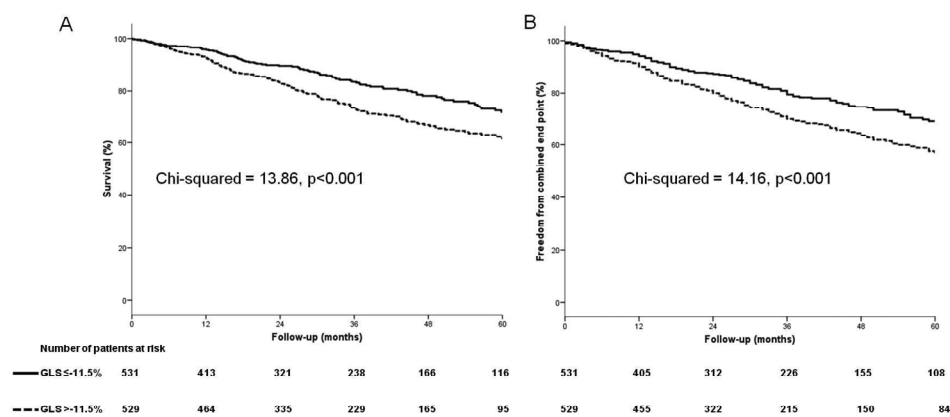 A
B
100
80
60
40
20
0
Survival (%)
Chi-squared = 13.86, p<0.001
0 12 24 36 48 60
Follow-up (months)
100
80
60
40
20
0
Freedom from combined end point (%)
Chi-squared = 14.16, p<0.001
0 12 24 36 48 60
Follow-up (months)
Number of patients at risk
GLS ≤-11.5% 531 413 321 238 166 116 531 405 312 226 155 108
GLS >-11.5% 529 464 335 229 165 95 529 455 322 215 150 84